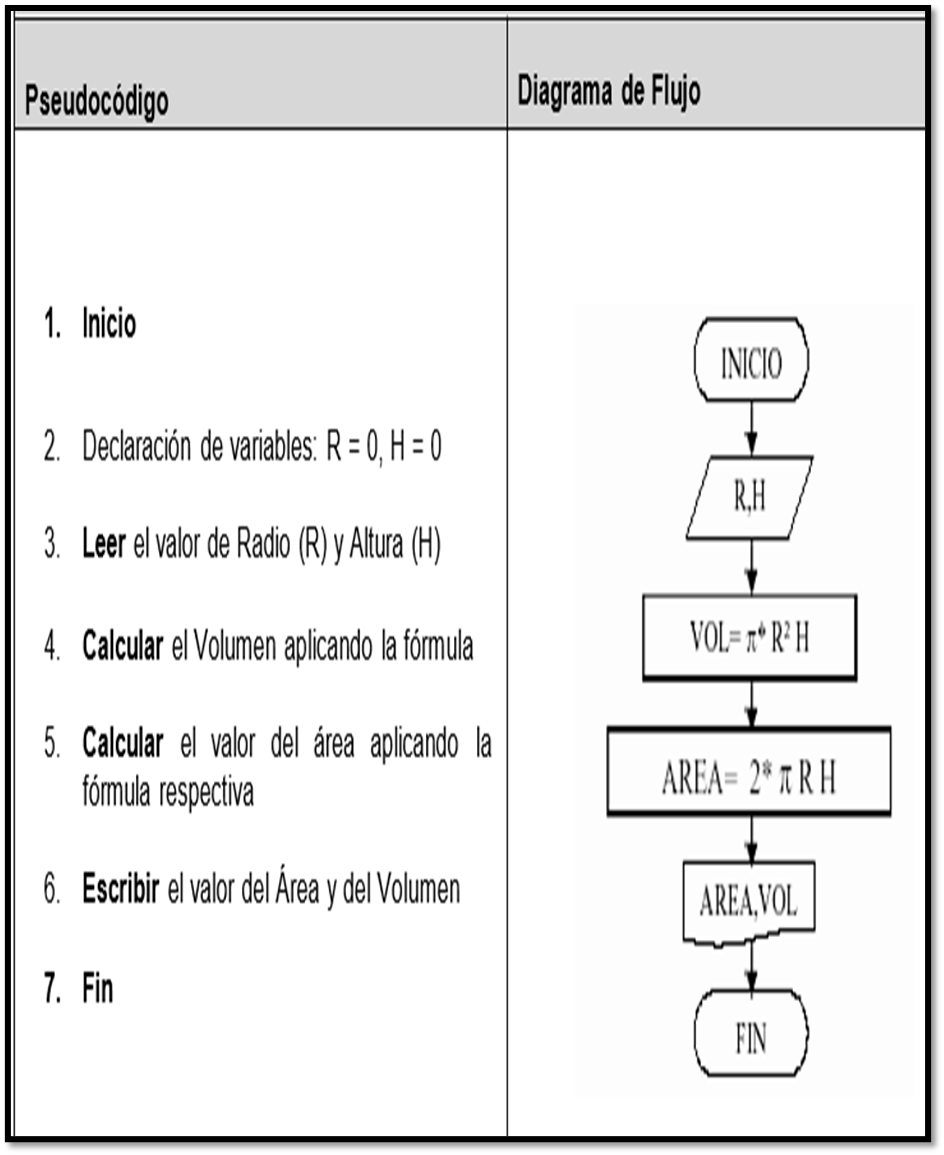 Pseudocódigo
Diagrama de Flujo
1. Inicio
2. Declaración de variables: R = 0, H = 0
3. Leer el valor de Radio (R) y Altura (H)
4. Calcular el Volumen aplicando la fórmula
5. Calcular el valor del área aplicando la
fórmula respectiva
6. Escribir el valor del Área y del Volumen
7. Fin
INICIO
R,H
VOL= π* R² H
AREA= 2* π R H
AREA,VOL
FIN